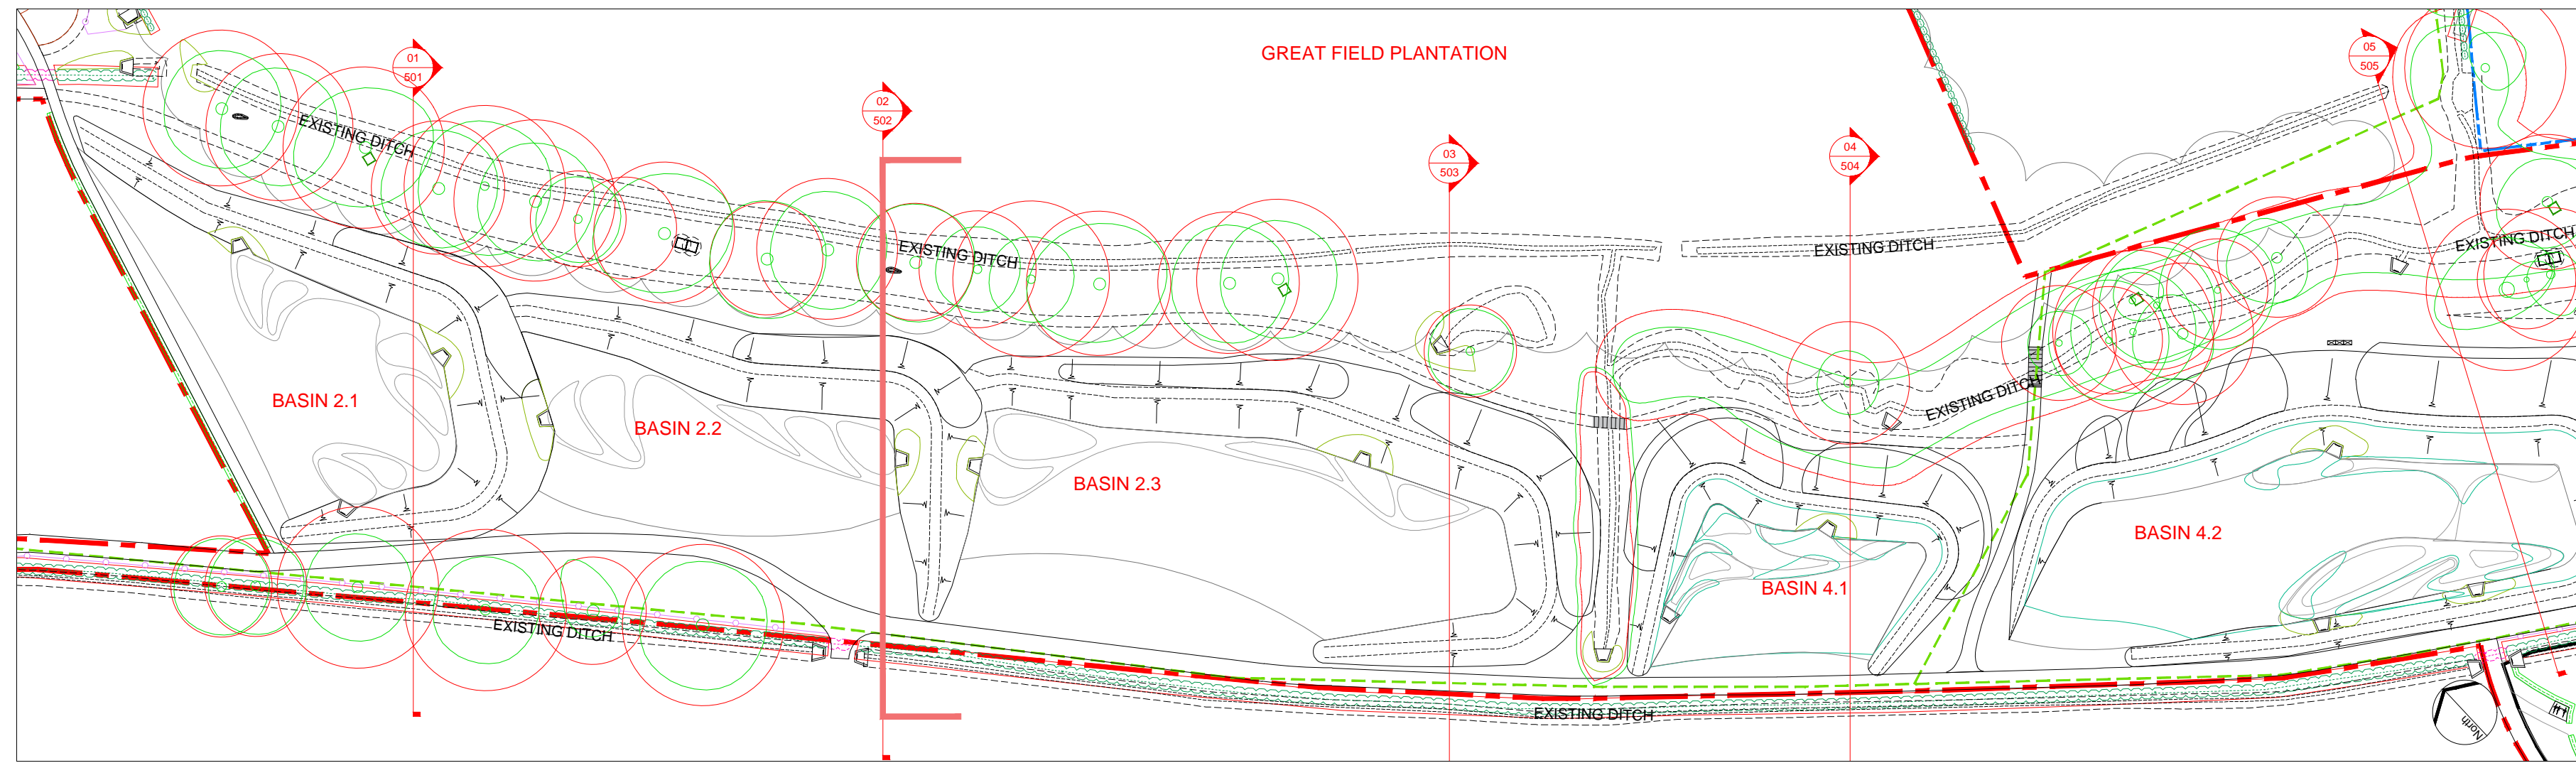 GREAT FIELD PLANTATION
01
501
02
502
03
503
04
504
05
505
EXISTING DITCH
EXISTING DITCH
EXISTING DITCH
EXISTING DITCH
EXISTING DITCH
BASIN 2.1
BASIN 2.2
BASIN 2.3
BASIN 4.1
BASIN 4.2
EXISTING DITCH
EXISTING DITCH
North